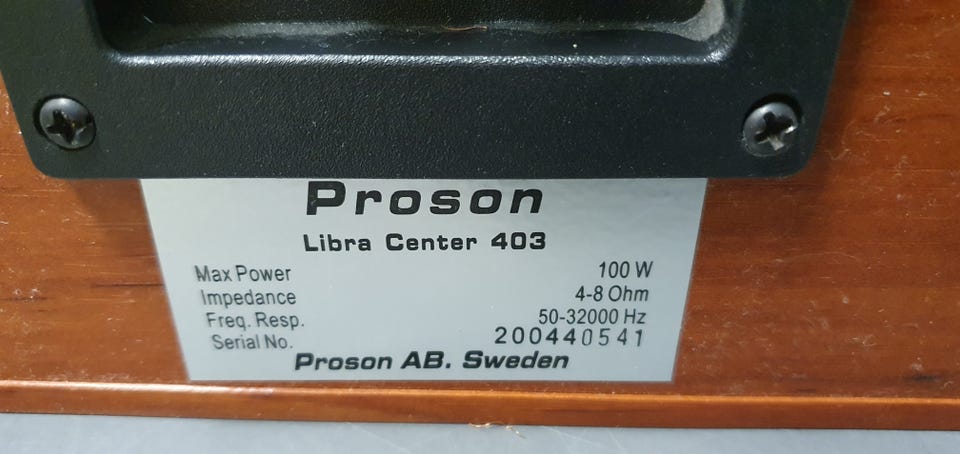 Proson
Libra Center 403
Max Power 100 W
Impedance 4-8 Ohm
Freq. Resp. 50-32000 Hz
Serial No. 200440541
Proson AB. Sweden